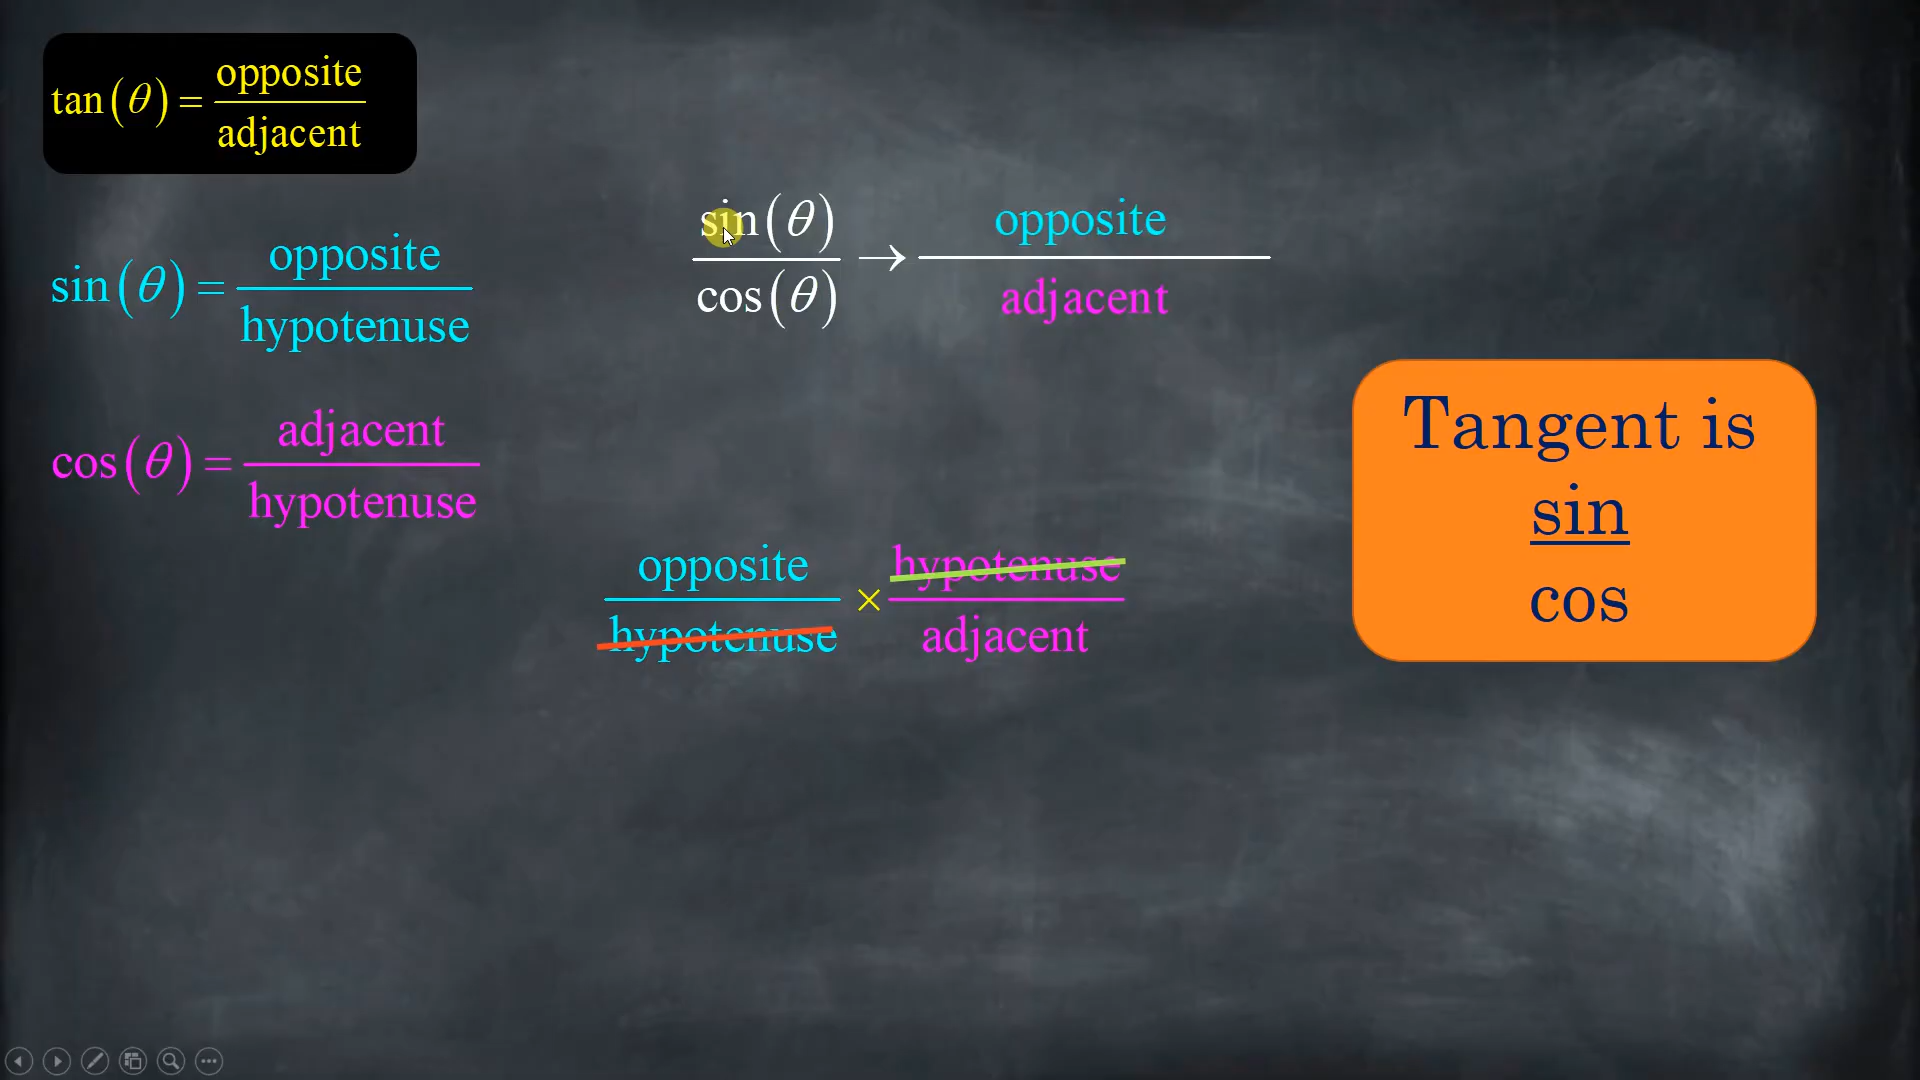 tan(θ) = opposite
adjacent
sin(θ) = opposite
hypotenuse
cos(θ) = adjacent
hypotenuse
sin(θ) → opposite
cos(θ) adjacent
opposite × hypotenuse
hypotenuse adjacent
Tangent is
sin
cos